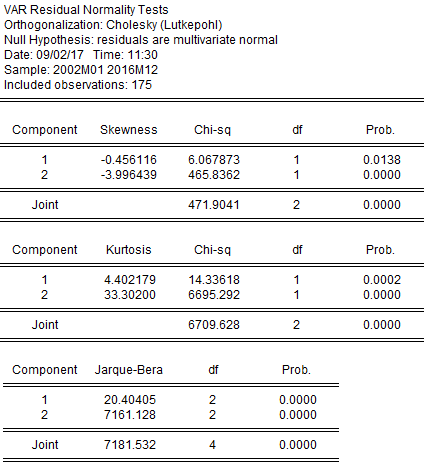 VAR Residual Normality Tests
Orthogonalization: Cholesky (Lutkepohl)
Null Hypothesis: residuals are multivariate normal
Date: 09/02/17 Time: 11:30
Sample: 2002M01 2016M12
Included observations: 175
Component Skewness Chi-sq df Prob.
1 -0.456116 6.067873 1 0.0138
2 -3.996439 465.8362 1 0.0000
Joint 471.9041 2 0.0000
Component Kurtosis Chi-sq df Prob.
1 4.402179 14.33618 1 0.0002
2 33.30200 6695.292 1 0.0000
Joint 6709.628 2 0.0000
Component Jarque-Bera df Prob.
1 20.40405 2 0.0000
2 7161.128 2 0.0000
Joint 7181.532 4 0.0000